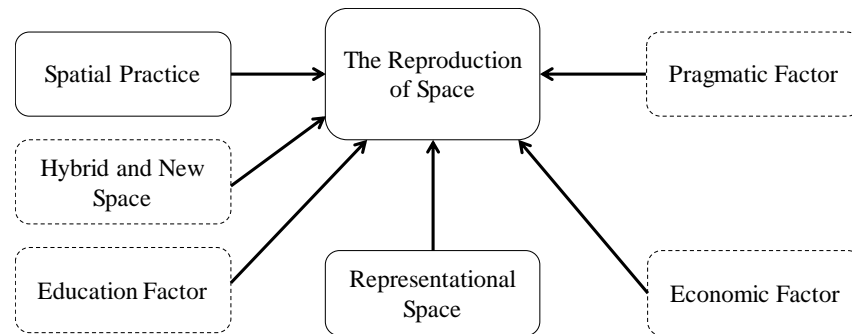 The Reproduction
of Space
Spatial Practice
Pragmatic Factor
Hybrid and New
Space
Education Factor
Representational
Space
Economic Factor